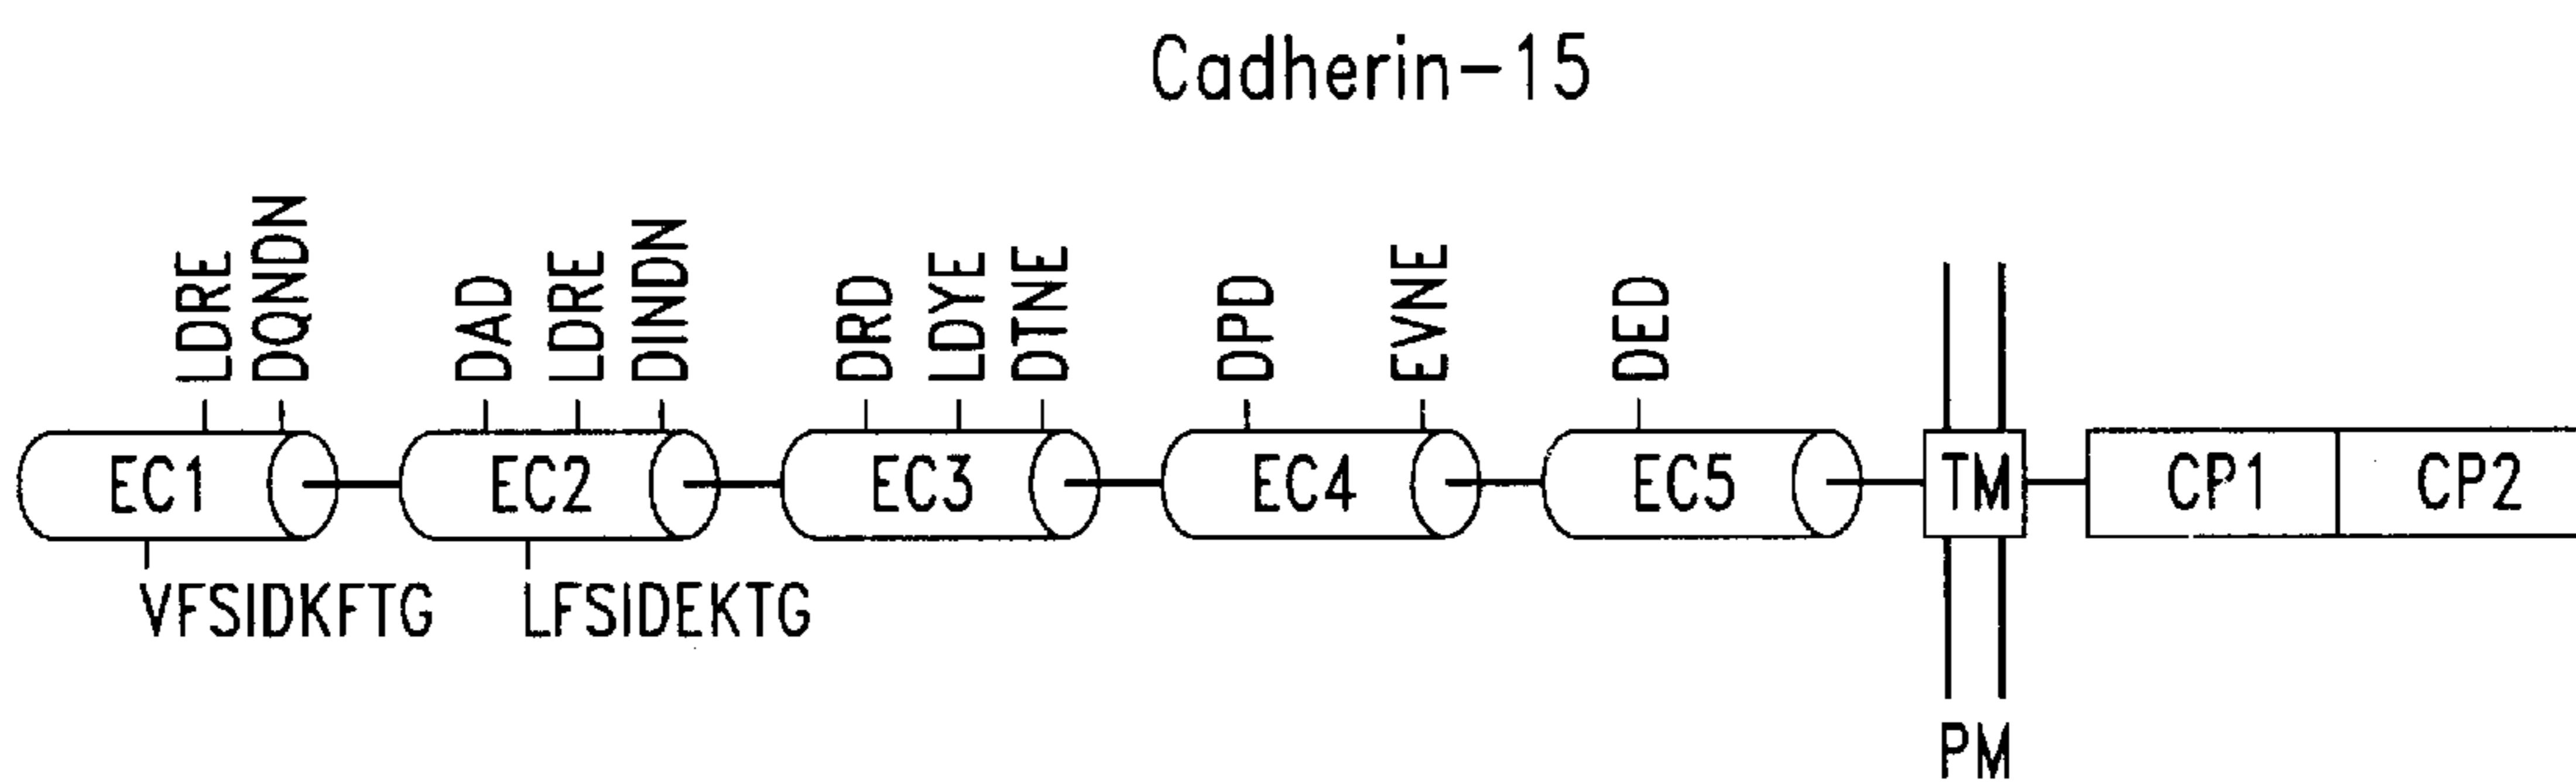 Cadherin-15
LDRE
DQNDN
DAD
LDRE
DINDN
DRD
LDYE
DTNE
DPD
EVNE
DED
EC1
EC2
EC3
EC4
EC5
TM
CP1
CP2
VFSIDKFTG
LFSIDEKTG
PM